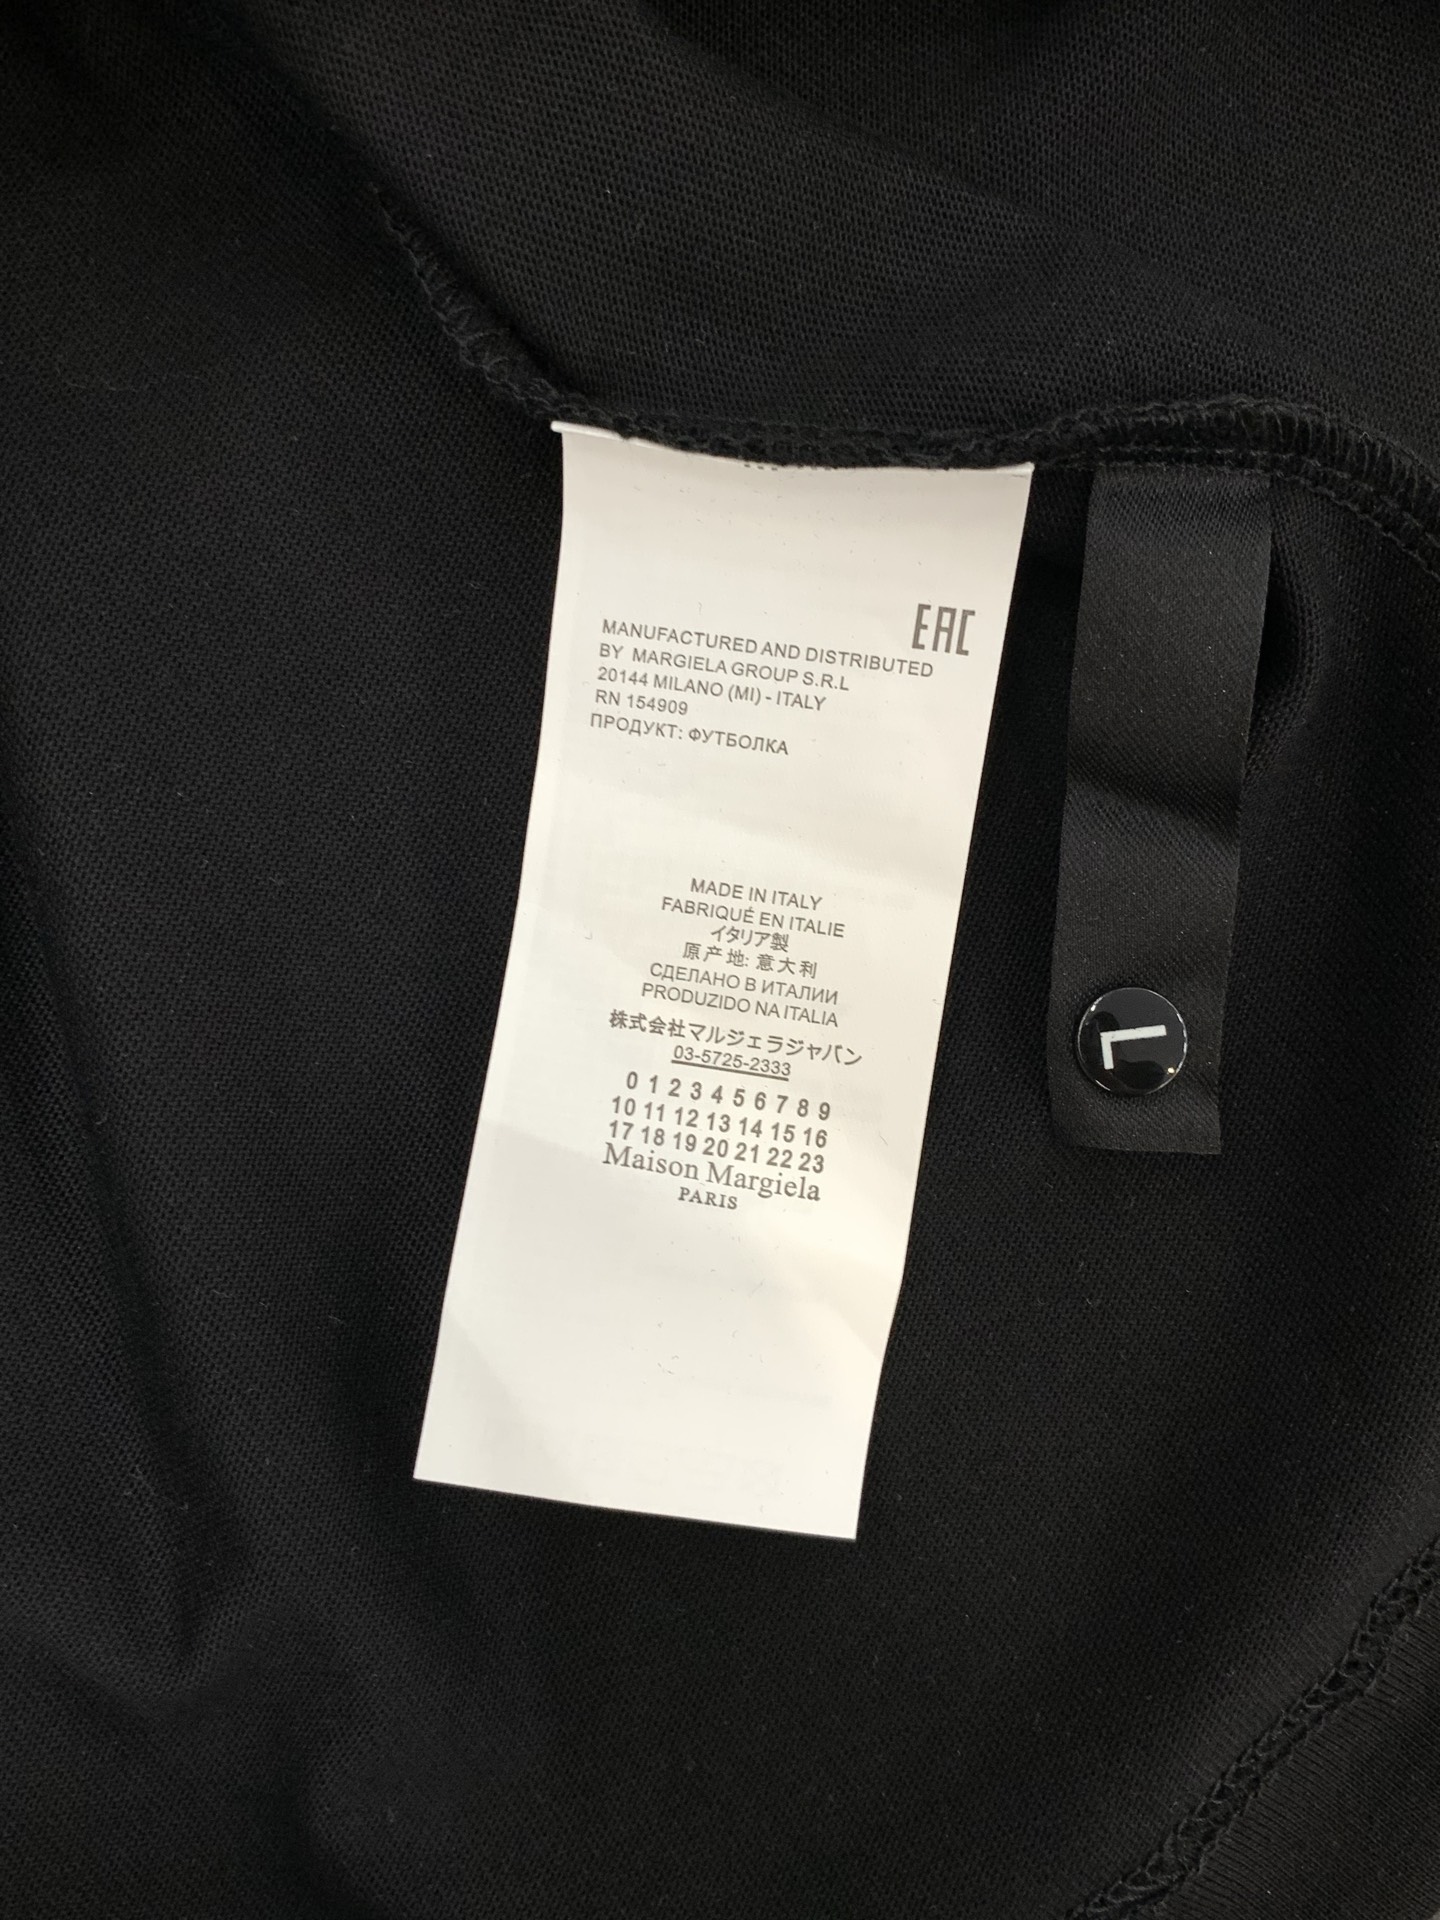 EAC
MANUFACTURED AND DISTRIBUTED
BY MARGIELA GROUP S.R.L
20144 MILANO (MI) - ITALY
RN 154909
ПРОДУКТ: ФУТБОЛКА
MADE IN ITALY
FABRIQUÉ EN ITALIE
イタリア製
原产地: 意大利
СДЕЛАНО В ИТАЛИИ
PRODUZIDO NA ITALIA
株式会社マルジェラジャパン
03-5725-2333
0 1 2 3 4 5 6 7 8 9
10 11 12 13 14 15 16
17 18 19 20 21 22 23
Maison Margiela
PARIS
L